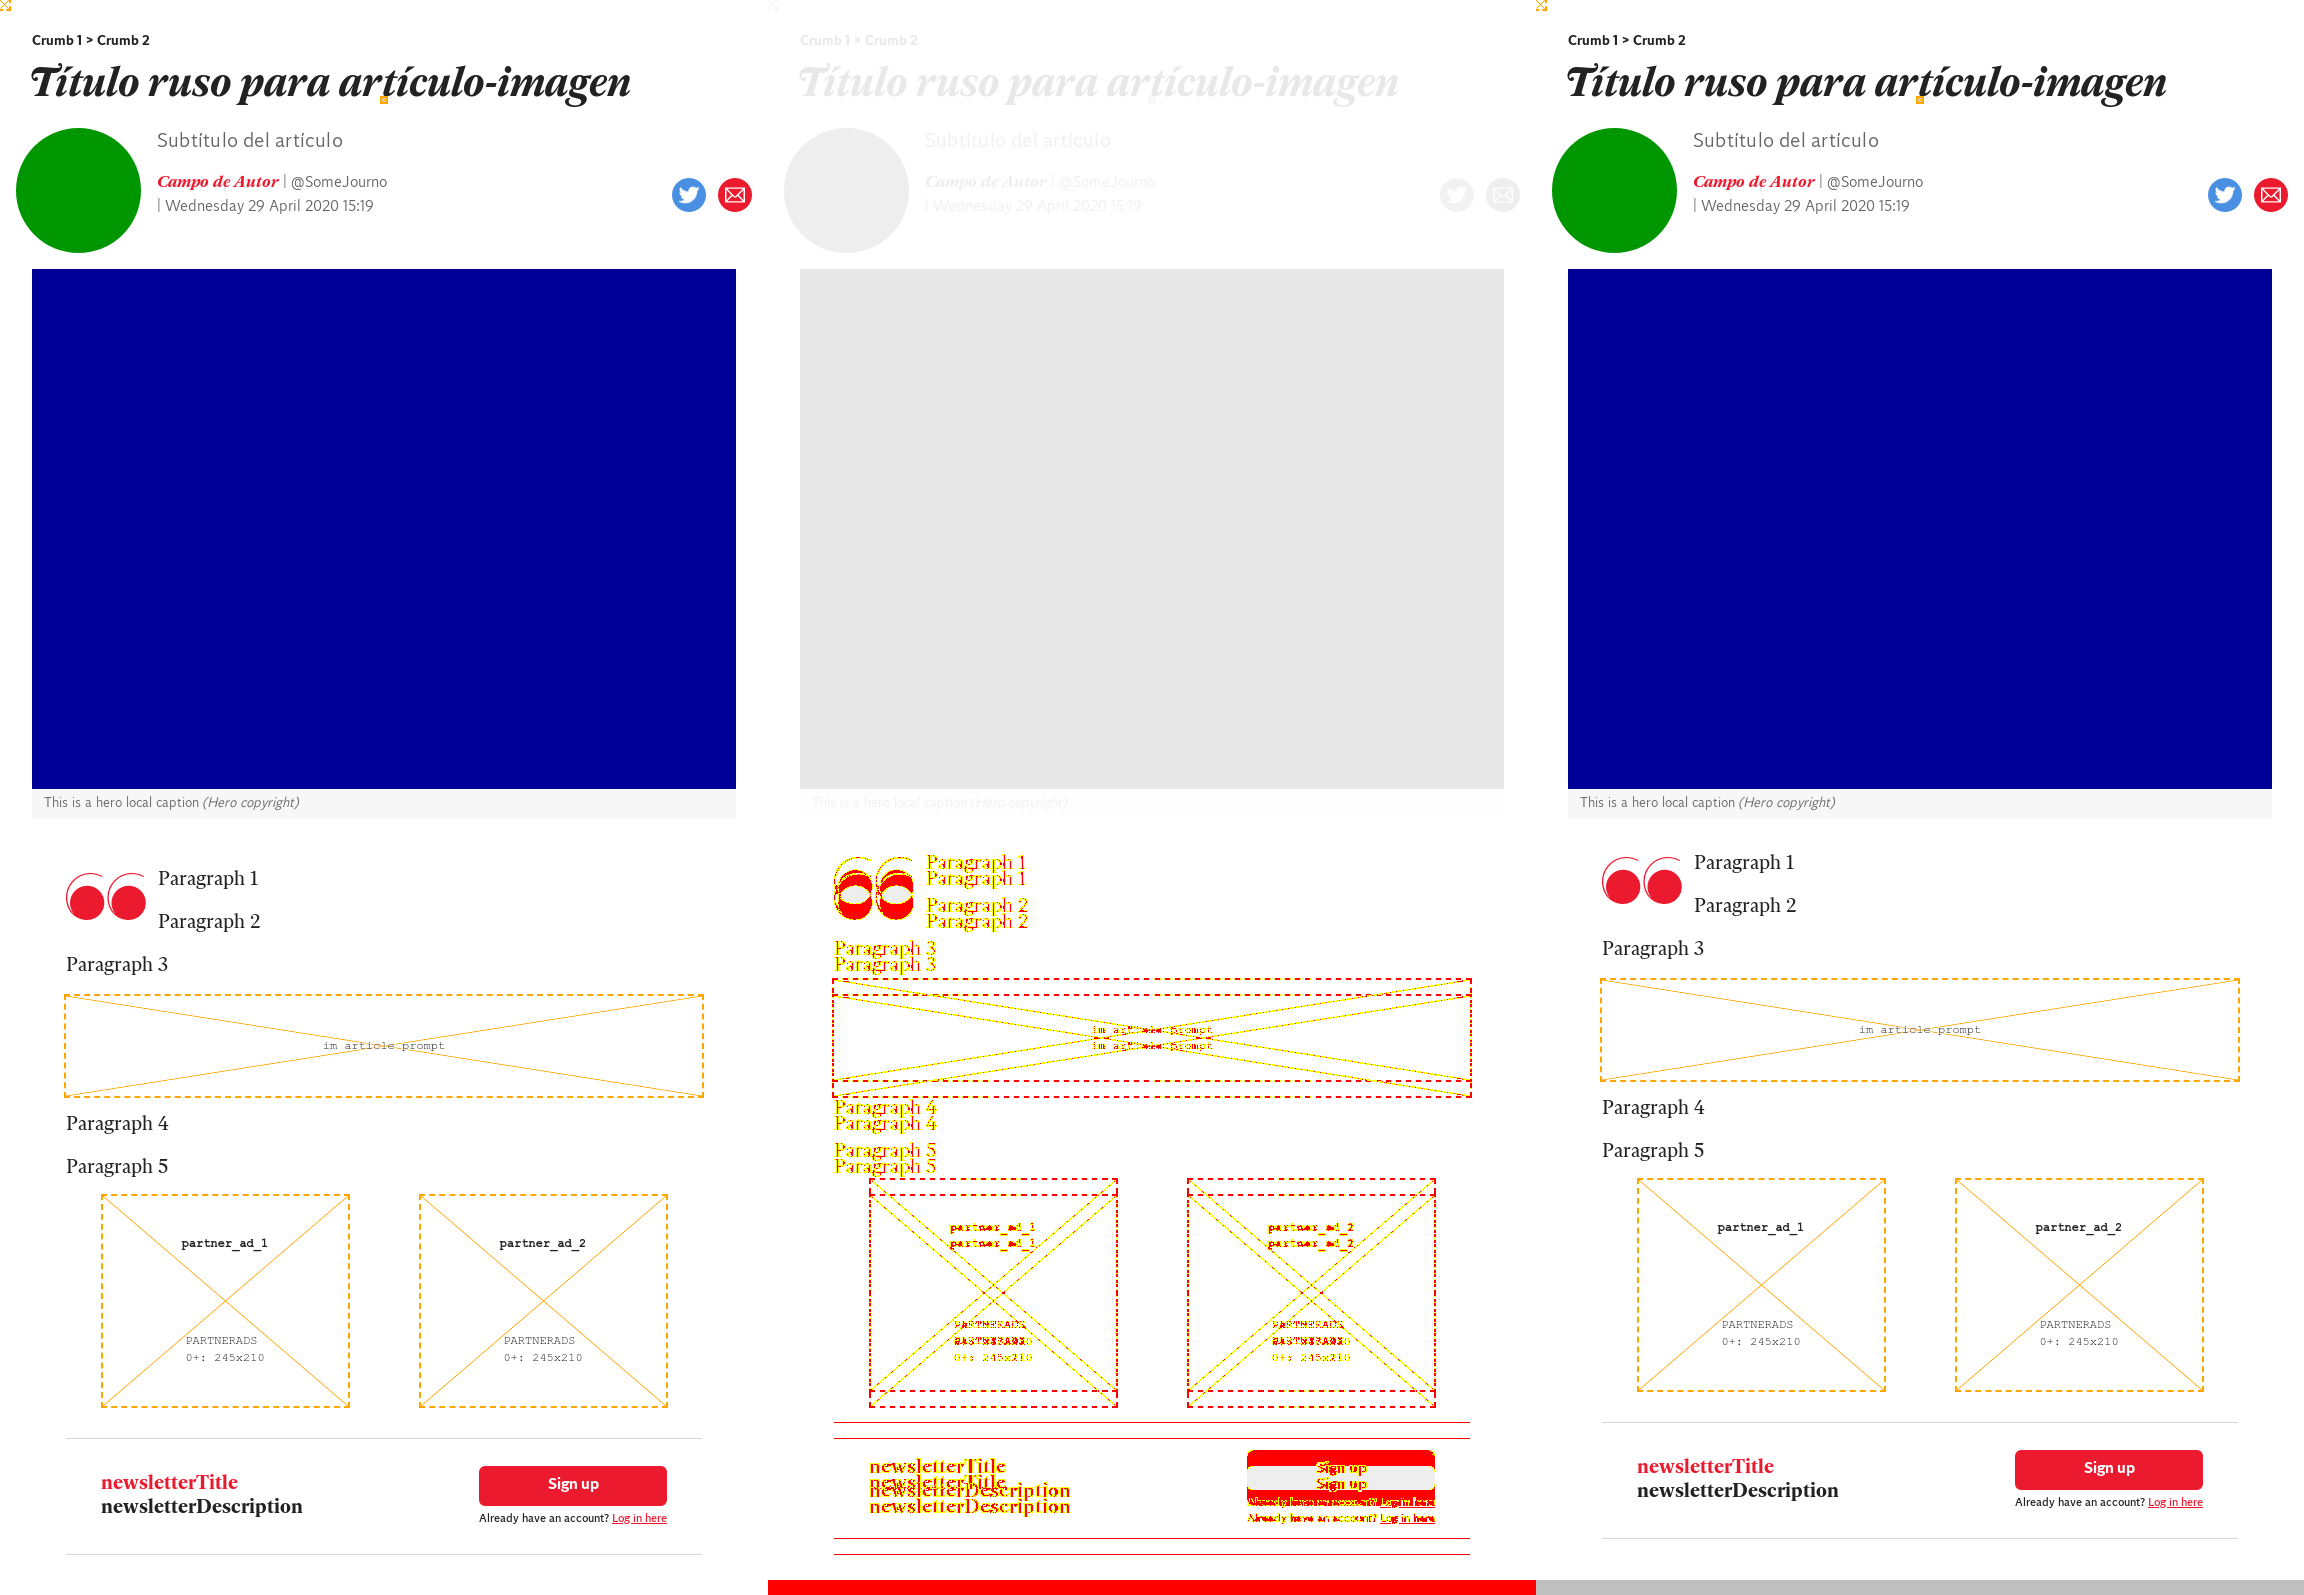 Crumb 1 > Crumb 2
Título ruso para artículo-imagen
Subtítulo del artículo
Campo de Autor | @SomeJourno
| Wednesday 29 April 2020 15:19
This is a hero local caption (Hero copyright)
Paragraph 1
Paragraph 2
Paragraph 3
im article prompt
Paragraph 4
Paragraph 5
partner_ad_1
PARTNERADS
0+: 245x210
partner_ad_2
PARTNERADS
0+: 245x210
newsletterTitle
newsletterDescription
Sign up
Already have an account? Log in here
Crumb 1 > Crumb 2
Título ruso para artículo-imagen
Subtítulo del artículo
Campo de Autor | @SomeJourno
| Wednesday 29 April 2020 15:19
This is a hero local caption (Hero copyright)
Paragraph 1
Paragraph 1
Paragraph 2
Paragraph 2
Paragraph 3
Paragraph 3
im article prompt
im article prompt
Paragraph 4
Paragraph 4
Paragraph 5
Paragraph 5
partner_ad_1
partner_ad_1
PARTNERADS
0+: 245x210
partner_ad_2
partner_ad_2
PARTNERADS
0+: 245x210
newsletterTitle
newsletterTitle
newsletterDescription
newsletterDescription
Sign up
Sign up
Already have an account? Log in here
Already have an account? Log in here
Crumb 1 > Crumb 2
Título ruso para artículo-imagen
Subtítulo del artículo
Campo de Autor | @SomeJourno
| Wednesday 29 April 2020 15:19
This is a hero local caption (Hero copyright)
Paragraph 1
Paragraph 2
Paragraph 3
im article prompt
Paragraph 4
Paragraph 5
partner_ad_1
PARTNERADS
0+: 245x210
partner_ad_2
PARTNERADS
0+: 245x210
newsletterTitle
newsletterDescription
Sign up
Already have an account? Log in here